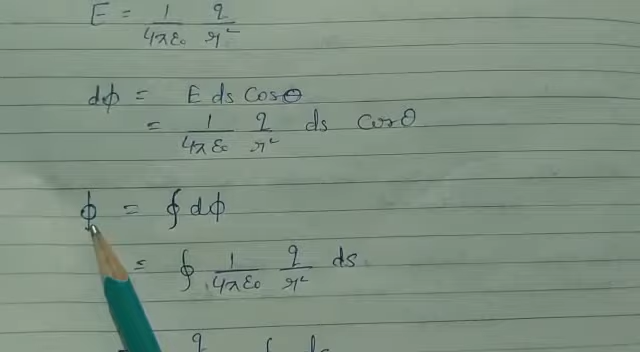 E = 1/4πε₀ q/r²
dϕ = E ds Cosθ
= 1/4πε₀ q/r² ds Cosθ
ϕ = ∮ dϕ
= ∮ 1/4πε₀ q/r² ds